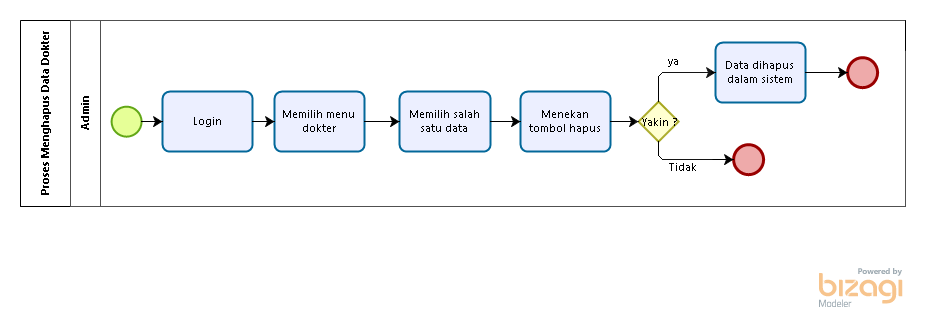 Proses Menghapus Data Dokter
Admin
Login
Memilih menu
dokter
Memilih salah
satu data
Menekan
tombol hapus
Yakin ?
ya
Data dihapus
dalam sistem
Tidak
Powered by
bizagi
Modeler